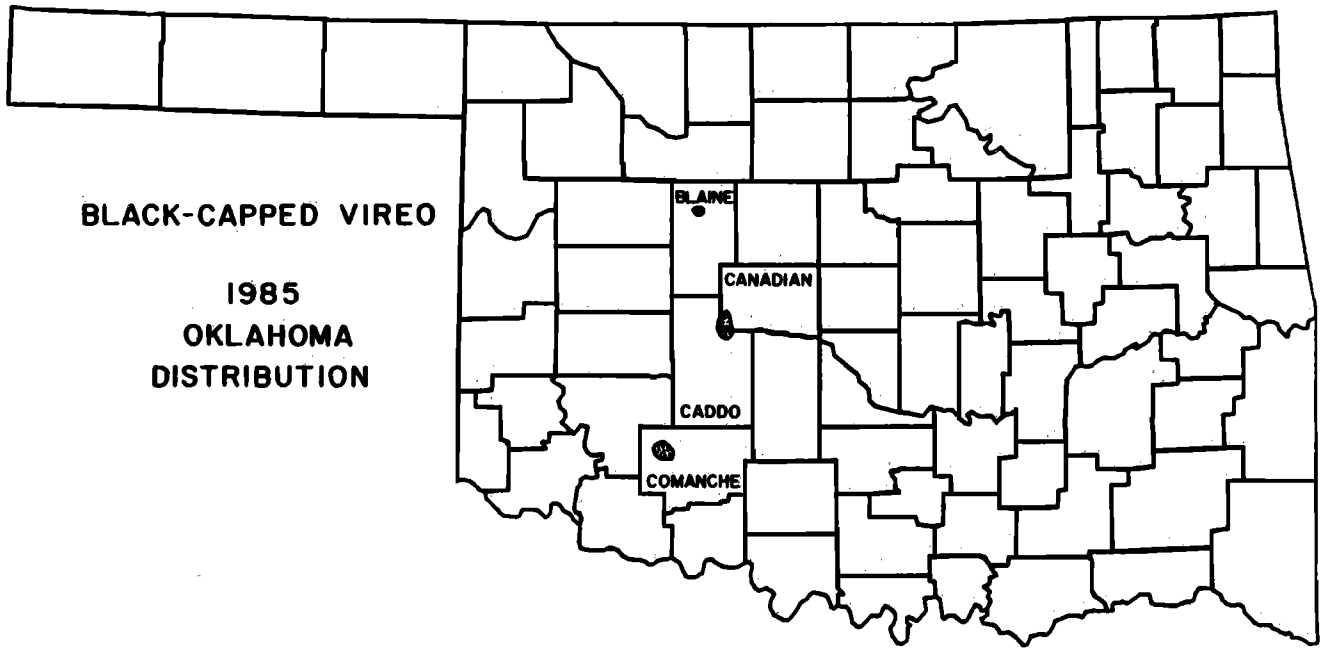 BLAINE
BLACK-CAPPED VIREO
CANADIAN
1985
OKLAHOMA
DISTRIBUTION
CADDO
COMANCHE